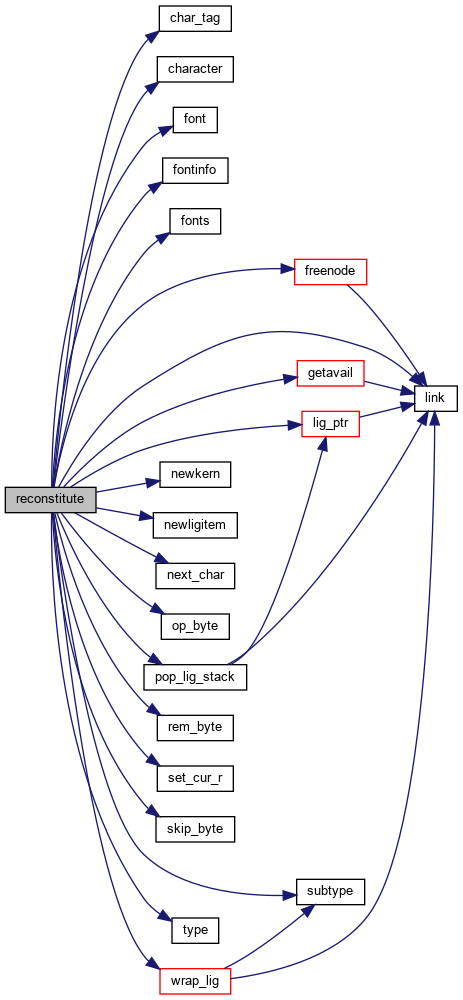 char_tag
character
font
fontinfo
fonts
freenode
getavail
link
lig_ptr
newkern
reconstitute
newligitem
next_char
op_byte
pop_lig_stack
rem_byte
set_cur_r
skip_byte
subtype
type
wrap_lig